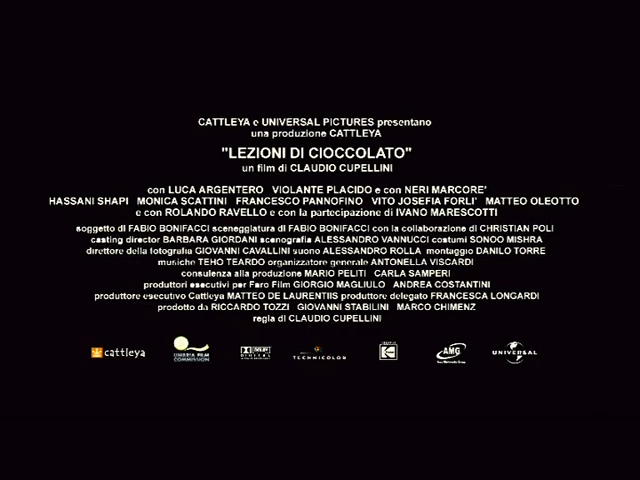 CATTLEYA e UNIVERSAL PICTURES presentano
una produzione CATTLEYA
"LEZIONI DI CIOCCOLATO"
un film di CLAUDIO CUPELLINI
con LUCA ARGENTERO VIOLANTE PLACIDO e con NERI MARCORE'
HASSANI SHAPI MONICA SCATTINI FRANCESCO PANNOFINO VITO JOSEFIA FORLI' MATTEO OLEOTTO
e con ROLANDO RAVELLO e con la partecipazione di IVANO MARESCOTTI
soggetto di FABIO BONIFACCI sceneggiatura di FABIO BONIFACCI con la collaborazione di CHRISTIAN POLI
casting director BARBARA GIORDANI scenografia ALESSANDRO VANNUCCI costumi SONOO MISHRA
direttore della fotografia GIOVANNI CAVALLINI suono ALESSANDRO ROLLA montaggio DANILO TORRE
musiche TEHO TEARDO organizzatore generale ANTONELLA VISCARDI
consulenza alla produzione MARIO PELITI CARLA SAMPERI
produttori esecutivi per Faro Film GIORGIO MAGLIULO ANDREA COSTANTINI
produttore esecutivo Cattleya MATTEO DE LAURENTIIS produttore delegato FRANCESCA LONGARDI
prodotto da RICCARDO TOZZI GIOVANNI STABILINI MARCO CHIMENZ
regia di CLAUDIO CUPELLINI
cattleya UMBRIA FILM COMMISSION DOLBY DIGITAL TECHNICOLOR AMG UNIVERSAL